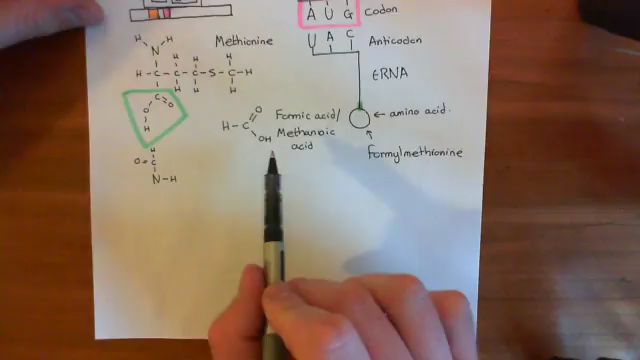 A U G Codon
U A C Anticodon
tRNA
← amino acid.
Formylmethionine
Methionine
H H
N
H H H
H-C-C-C-S-C-H
H H H
C O
O
H
H
O=C
N-H
O
H-C
OH
Formic acid/
Methanoic
acid